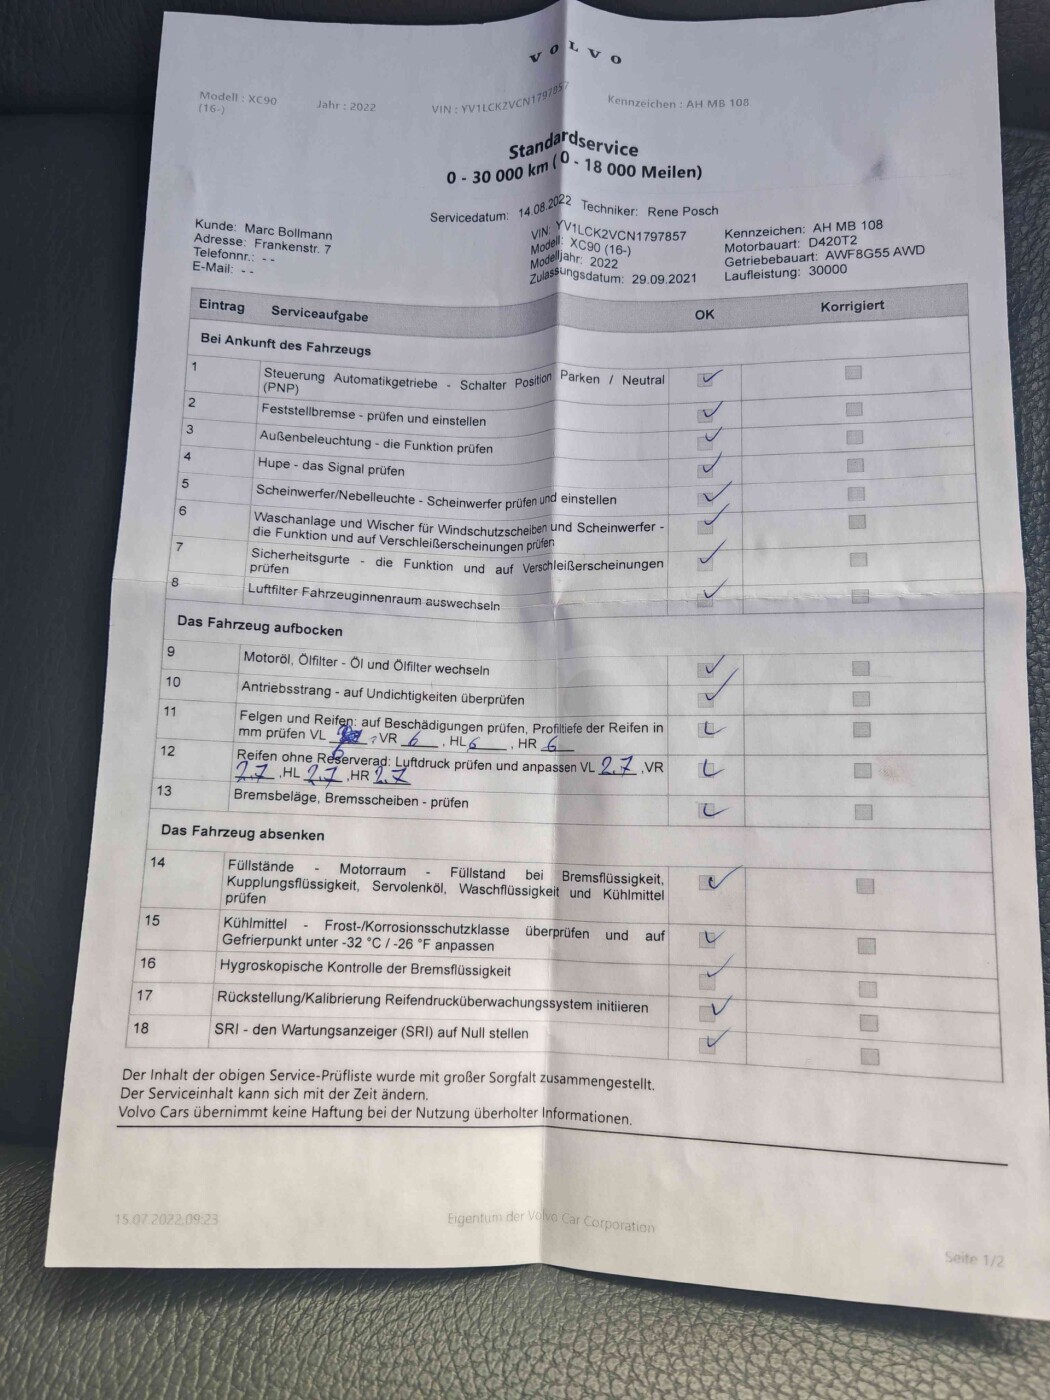 VOLVO
Modell : XC90 (16-) Jahr : 2022 VIN : YV1LCK2VCN1797857 Kennzeichen : AH MB 108
Standardservice
0 - 30 000 km ( 0 - 18 000 Meilen)
Servicedatum: 14.08.2022 Techniker: Rene Posch
Kunde: Marc Bollmann
Adresse: Frankenstr. 7
Telefonnr.: - -
E-Mail: - -
VIN: YV1LCK2VCN1797857
Modell: XC90 (16-)
Modelljahr: 2022
Zulassungsdatum: 29.09.2021
Kennzeichen: AH MB 108
Motorbauart: D420T2
Getriebebauart: AWF8G55 AWD
Laufleistung: 30000
Eintrag Serviceaufgabe OK Korrigiert
Bei Ankunft des Fahrzeugs
1 Steuerung Automatikgetriebe - Schalter Position Parken / Neutral
(PNP)
2 Feststellbremse - prüfen und einstellen
3 Außenbeleuchtung - die Funktion prüfen
4 Hupe - das Signal prüfen
5 Scheinwerfer/Nebelleuchte - Scheinwerfer prüfen und einstellen
6 Waschanlage und Wischer für Windschutzscheiben und Scheinwerfer -
die Funktion und auf Verschleißerscheinungen prüfen
7 Sicherheitsgurte - die Funktion und auf Verschleißerscheinungen
prüfen
8 Luftfilter Fahrzeuginnenraum auswechseln
Das Fahrzeug aufbocken
9 Motoröl, Ölfilter - Öl und Ölfilter wechseln
10 Antriebsstrang - auf Undichtigkeiten überprüfen
11 Felgen und Reifen: auf Beschädigungen prüfen, Profiltiefe der Reifen in
mm prüfen VL 6 , VR 6 , HL 6 , HR 6
12 Reifen ohne Reserverad: Luftdruck prüfen und anpassen VL 2.7 ,VR
2.7 ,HL 2.7 ,HR 2.7
13 Bremsbeläge, Bremsscheiben - prüfen
Das Fahrzeug absenken
14 Füllstände - Motorraum - Füllstand bei Bremsflüssigkeit,
Kupplungsflüssigkeit, Servolenköl, Waschflüssigkeit und Kühlmittel
prüfen
15 Kühlmittel - Frost-/Korrosionsschutzklasse überprüfen und auf
Gefrierpunkt unter -32 °C / -26 °F anpassen
16 Hygroskopische Kontrolle der Bremsflüssigkeit
17 Rückstellung/Kalibrierung Reifendrucküberwachungssystem initiieren
18 SRI - den Wartungsanzeiger (SRI) auf Null stellen
Der Inhalt der obigen Service-Prüfliste wurde mit großer Sorgfalt zusammengestellt.
Der Serviceinhalt kann sich mit der Zeit ändern.
Volvo Cars übernimmt keine Haftung bei der Nutzung überholter Informationen.
15.07.2022,09:23 Eigentum der Volvo Car Corporation
Seite 1/2